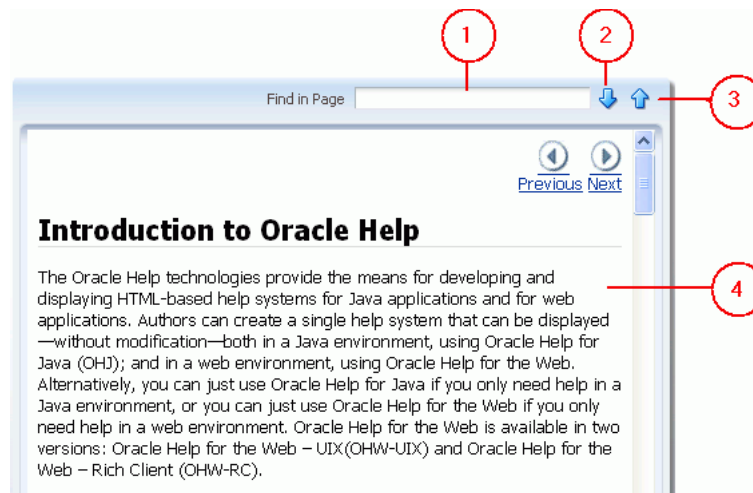 1 2
Find in Page 3
Previous Next
Introduction to Oracle Help
The Oracle Help technologies provide the means for developing and
displaying HTML-based help systems for Java applications and for web 4
applications. Authors can create a single help system that can be displayed
—without modification—both in a Java environment, using Oracle Help for
Java (OHJ); and in a web environment, using Oracle Help for the Web.
Alternatively, you can just use Oracle Help for Java if you only need help in a
Java environment, or you can just use Oracle Help for the Web if you only
need help in a web environment. Oracle Help for the Web is available in two
versions: Oracle Help for the Web – UIX(OHW-UIX) and Oracle Help for the
Web – Rich Client (OHW-RC).